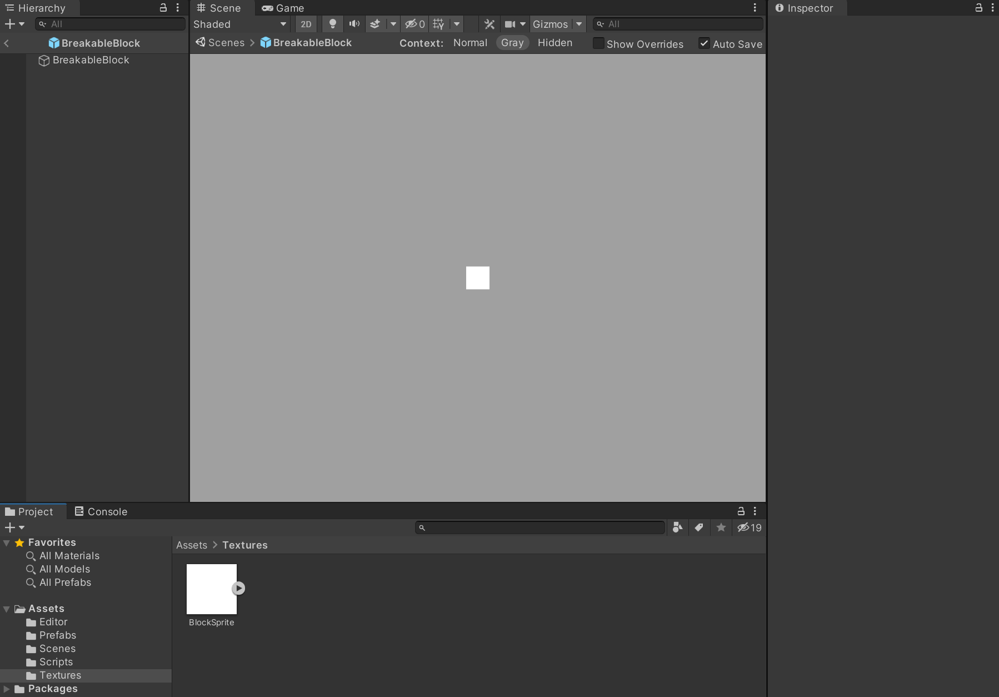 Hierarchy
All
BreakableBlock
BreakableBlock
Scene
Game
Shaded
2D
0
Gizmos
All
Scenes
BreakableBlock
Context:
Normal
Gray
Hidden
Show Overrides
Auto Save
Inspector
Project
Console
19
Favorites
All Materials
All Models
All Prefabs
Assets
Editor
Prefabs
Scenes
Scripts
Textures
Packages
Assets
Textures
BlockSprite